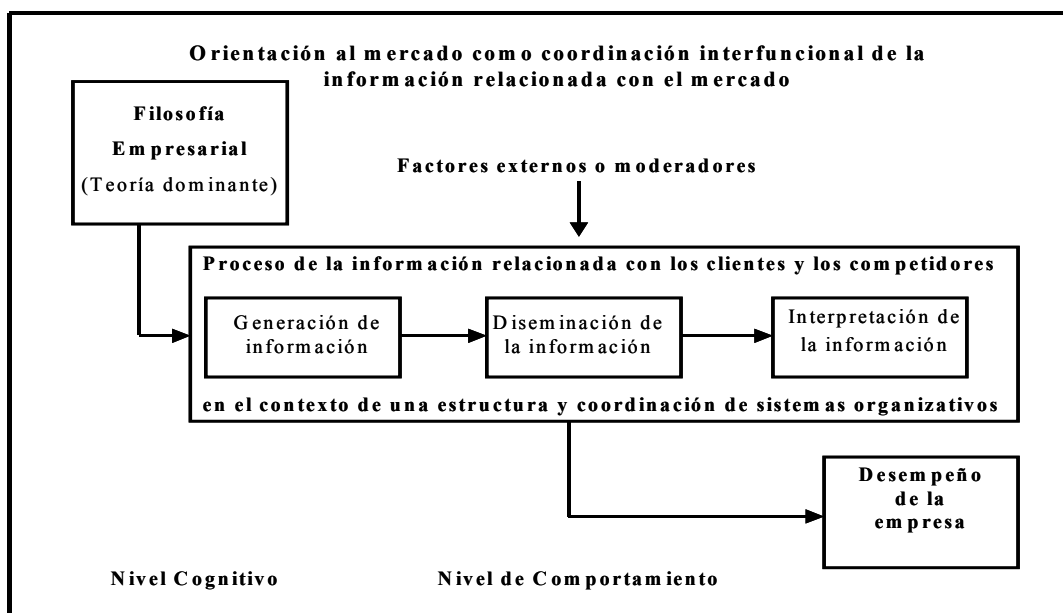 Orientación al mercado como coordinación interfuncional de la
información relacionada con el mercado
Filosofía
Empresarial
(Teoría dominante)
Factores externos o moderadores
Proceso de la información relacionada con los clientes y los competidores
Generación de
información
Diseminación de
la información
Interpretación de
la información
en el contexto de una estructura y coordinación de sistemas organizativos
Desempeño
de la
empresa
Nivel Cognitivo
Nivel de Comportamiento